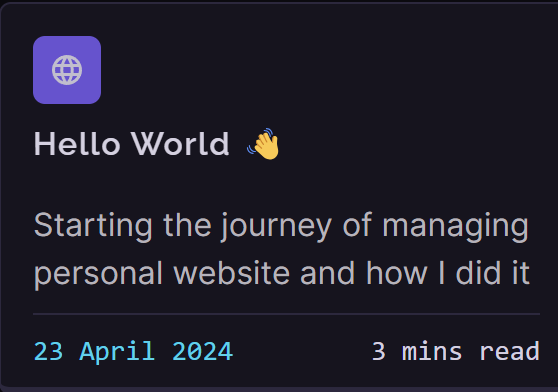 Hello World 👋
Starting the journey of managing
personal website and how I did it
23 April 2024 3 mins read